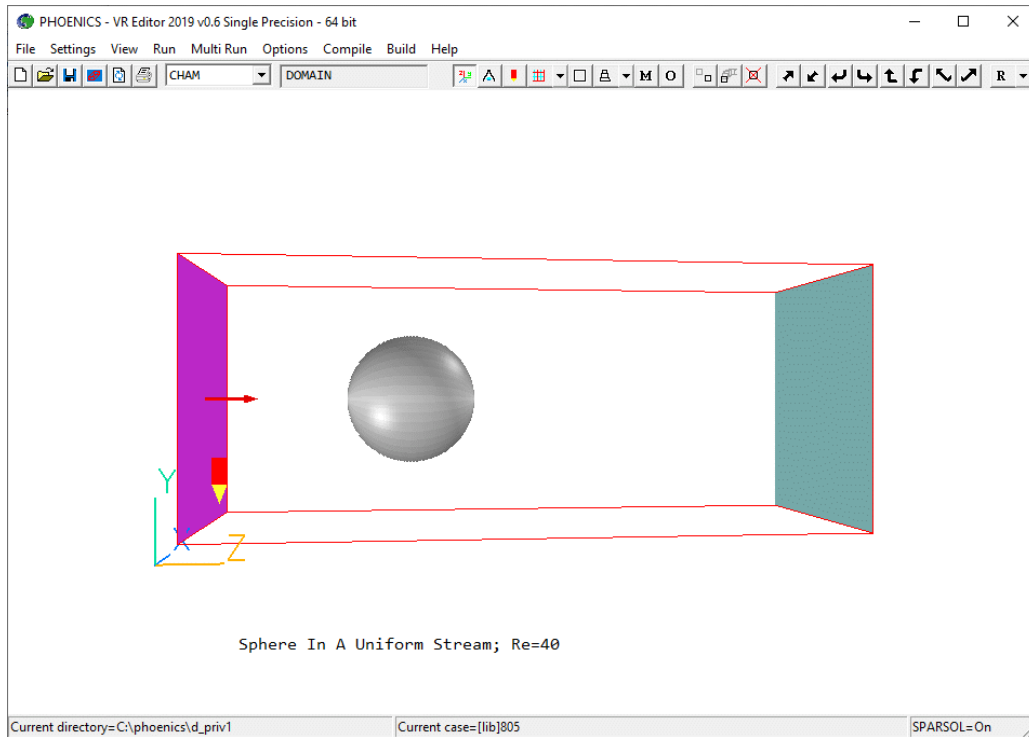 PHOENICS - VR Editor 2019 v0.6 Single Precision - 64 bit
File Settings View Run Multi Run Options Compile Build Help
CHAM DOMAIN M O R
Y
X
Z
Sphere In A Uniform Stream; Re=40
Current directory=C:\phoenics\d_priv1 Current case=[lib]805 SPARSOL=On